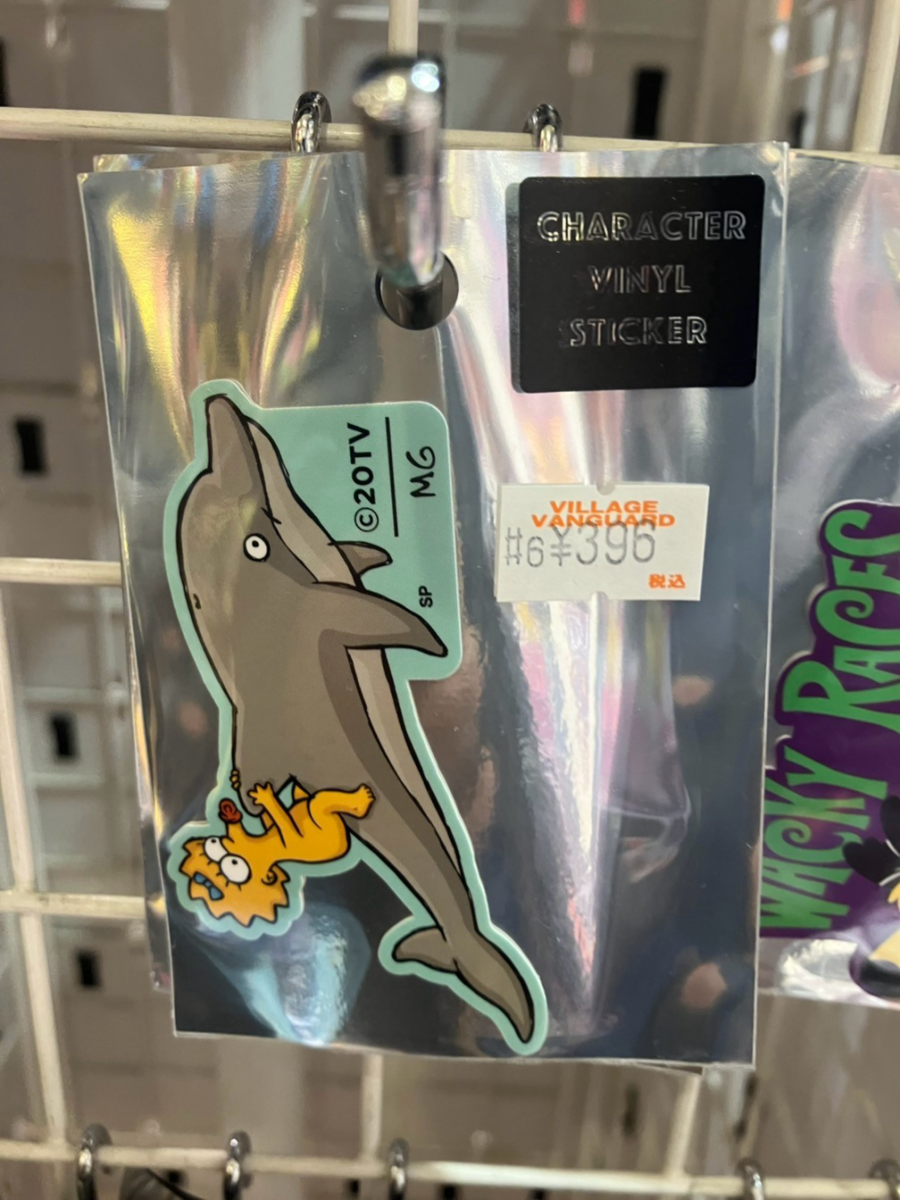 CHARACTER
VINYL
STICKER
©20TV
MG
SP
VILLAGE
VANGUARD
#6¥396
税込
WACKY RACES